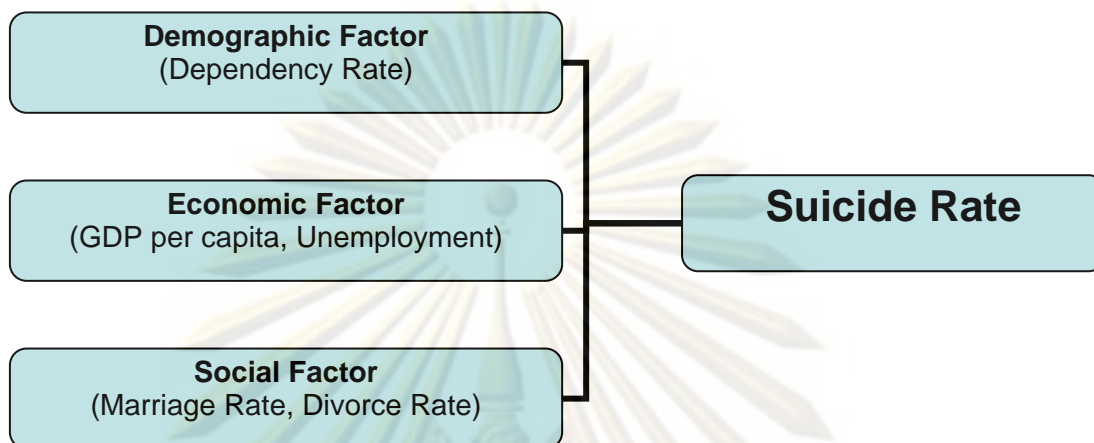 Demographic Factor
(Dependency Rate)
Economic Factor
(GDP per capita, Unemployment)
Suicide Rate
Social Factor
(Marriage Rate, Divorce Rate)